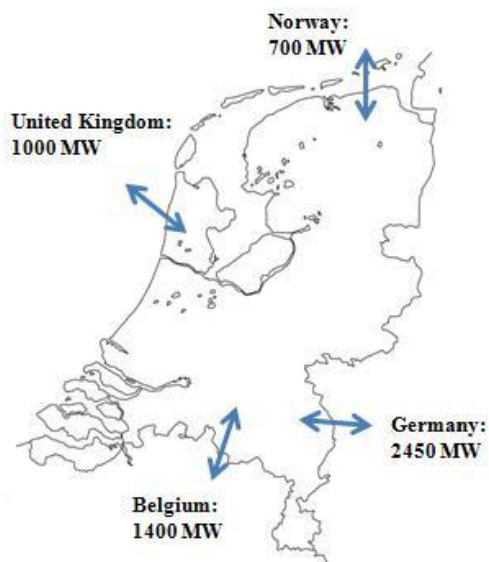 Norway:
700 MW
United Kingdom:
1000 MW
Germany:
2450 MW
Belgium:
1400 MW